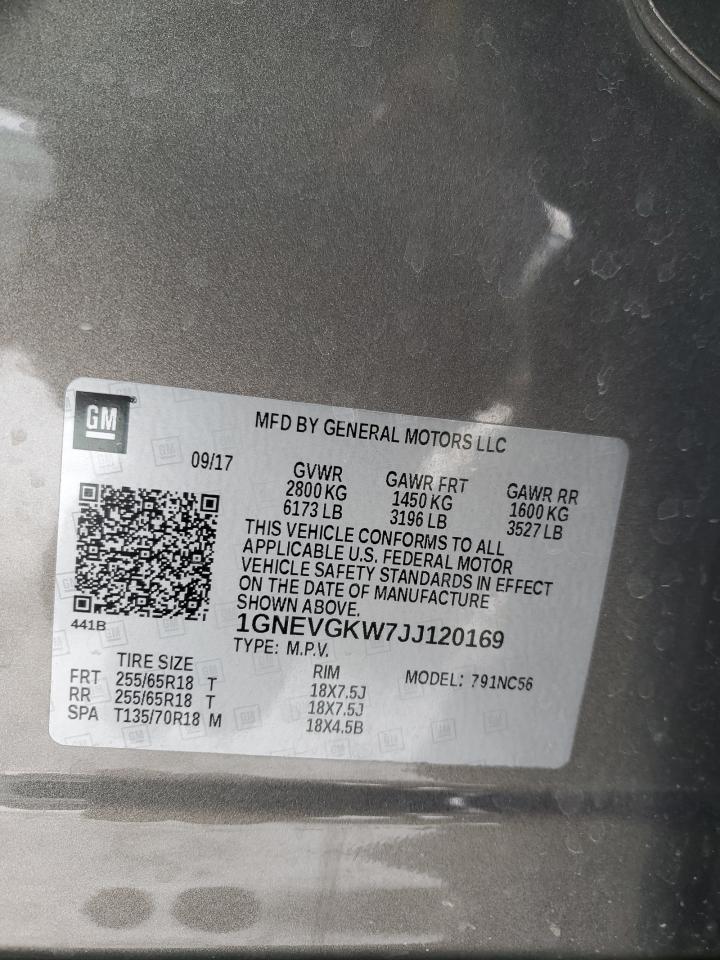 GM
MFD BY GENERAL MOTORS LLC
09/17
GVWR GAWR FRT GAWR RR
2800 KG 1450 KG 1600 KG
6173 LB 3196 LB 3527 LB
THIS VEHICLE CONFORMS TO ALL
APPLICABLE U.S. FEDERAL MOTOR
VEHICLE SAFETY STANDARDS IN EFFECT
ON THE DATE OF MANUFACTURE
SHOWN ABOVE.
441B
1GNEVGKW7JJ120169
TYPE: M.P.V.
TIRE SIZE RIM MODEL: 791NC56
FRT 255/65R18 T 18X7.5J
RR 255/65R18 T 18X7.5J
SPA T135/70R18 M 18X4.5B